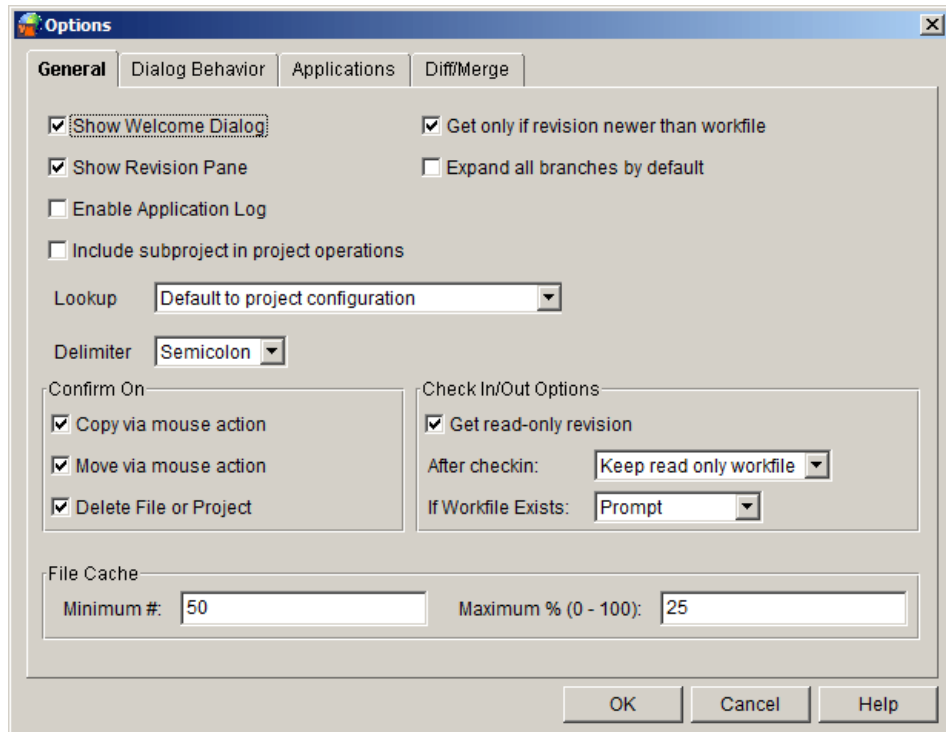 Options
General Dialog Behavior Applications Diff/Merge
Show Welcome Dialog Get only if revision newer than workfile
Show Revision Pane Expand all branches by default
Enable Application Log
Include subproject in project operations
Lookup Default to project configuration
Delimiter Semicolon
Confirm On Check In/Out Options
Copy via mouse action Get read-only revision
Move via mouse action After checkin: Keep read only workfile
Delete File or Project If Workfile Exists: Prompt
File Cache
Minimum #: 50 Maximum % (0 - 100): 25
OK Cancel Help